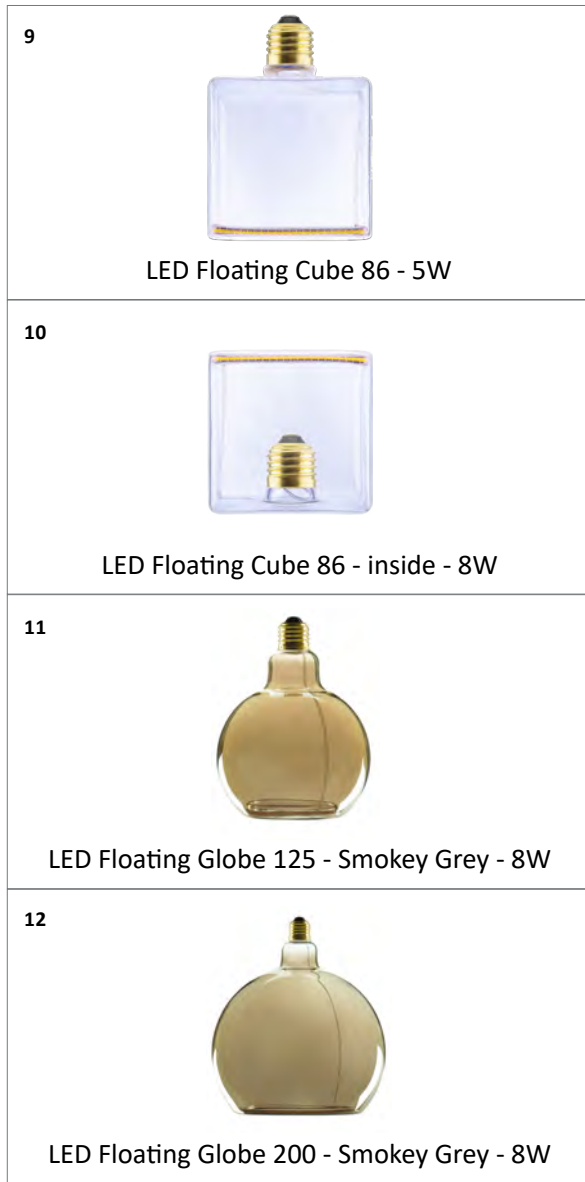 9
LED Floating Cube 86 - 5W
10
LED Floating Cube 86 - inside - 8W
11
LED Floating Globe 125 - Smokey Grey - 8W
12
LED Floating Globe 200 - Smokey Grey - 8W